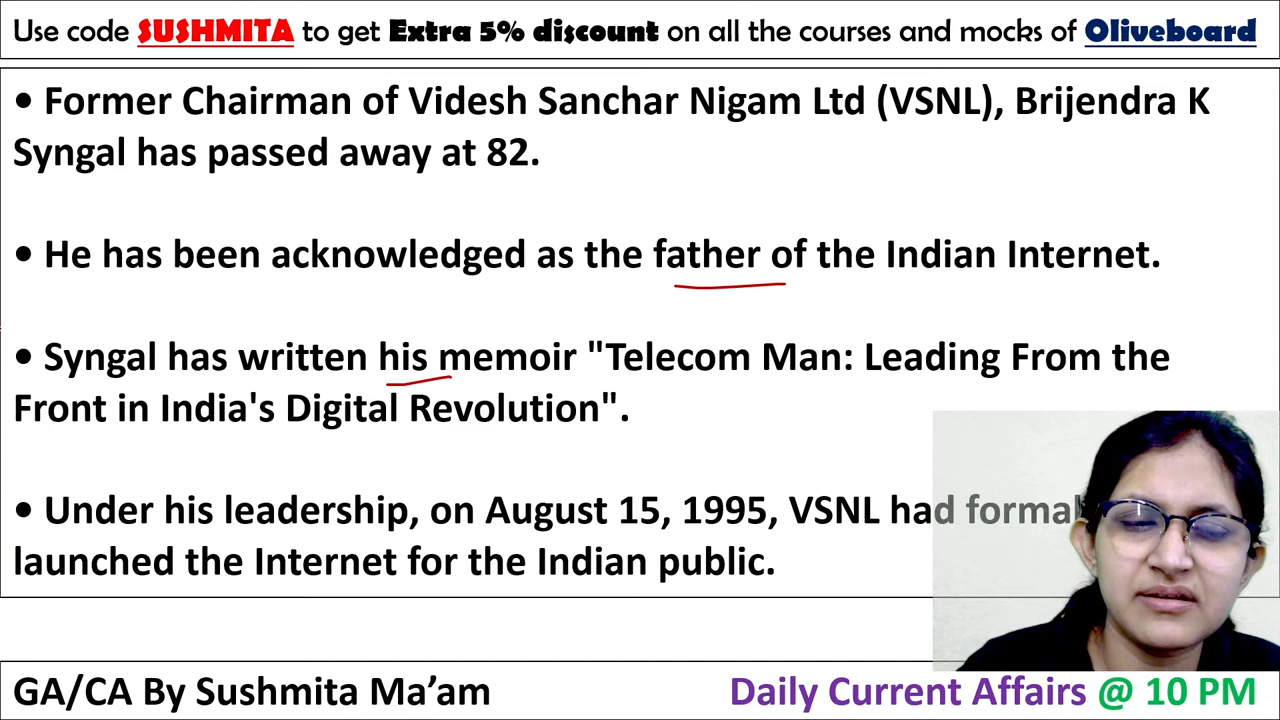 Use code SUSHMITA to get Extra 5% discount on all the courses and mocks of Oliveboard
• Former Chairman of Videsh Sanchar Nigam Ltd (VSNL), Brijendra K
Syngal has passed away at 82.
• He has been acknowledged as the father of the Indian Internet.
• Syngal has written his memoir "Telecom Man: Leading From the
Front in India's Digital Revolution".
• Under his leadership, on August 15, 1995, VSNL had formal
launched the Internet for the Indian public.
GA/CA By Sushmita Ma’am
Daily Current Affairs @ 10 PM